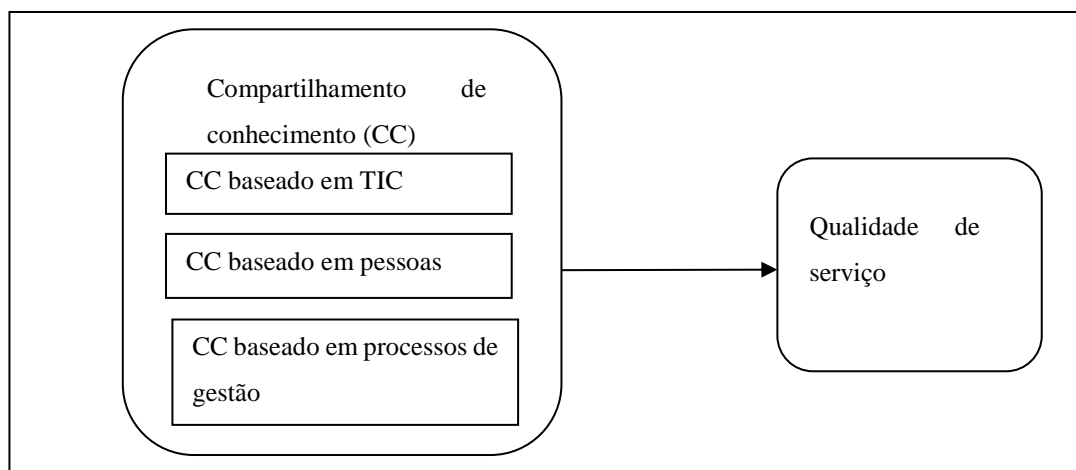 Compartilhamento de
conhecimento (CC)
CC baseado em TIC
CC baseado em pessoas
CC baseado em processos de
gestão
Qualidade de
serviço